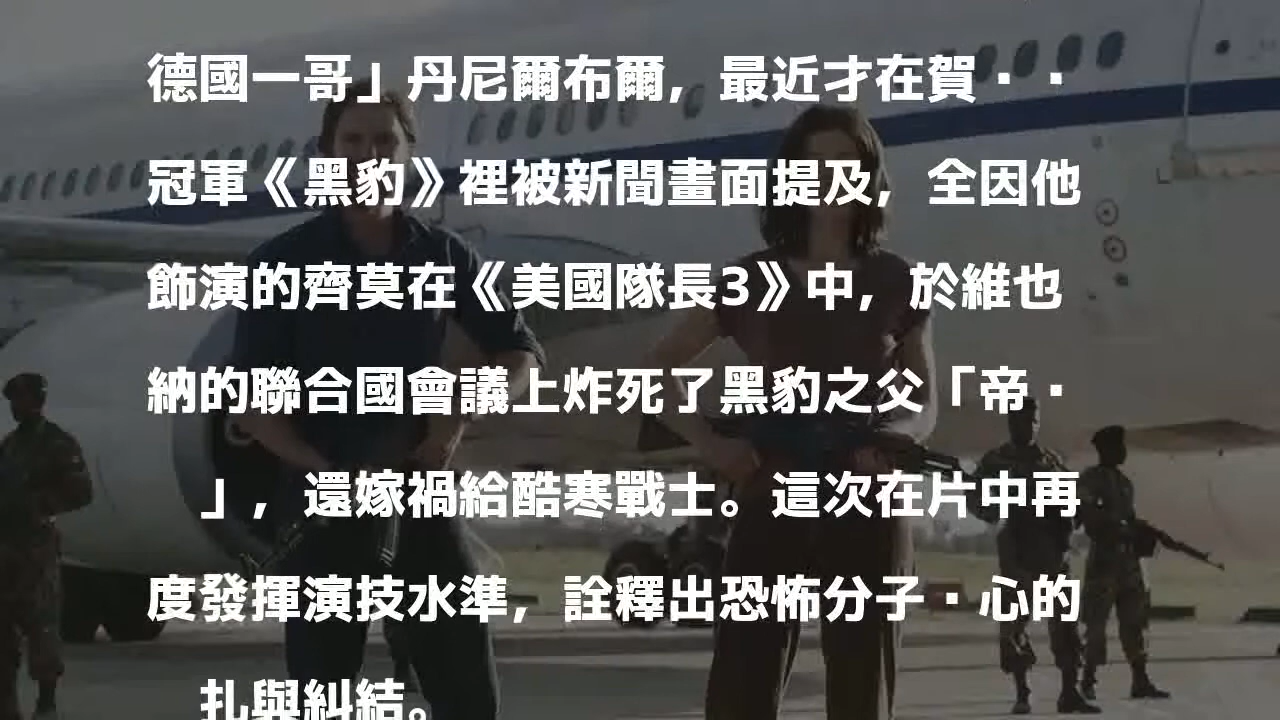 德國一哥」丹尼爾布爾，最近才在賀··
冠軍《黑豹》裡被新聞畫面提及，全因他
飾演的齊莫在《美國隊長3》中，於維也
納的聯合國會議上炸死了黑豹之父「帝·
」，還嫁禍給酷寒戰士。這次在片中再
度發揮演技水準，詮釋出恐怖分子·心的
扎與糾結。